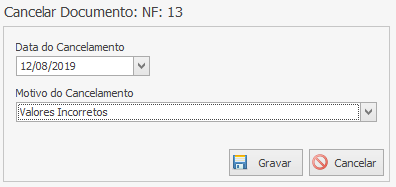 Cancelar Documento: NF: 13
Data do Cancelamento
12/08/2019
Motivo do Cancelamento
Valores Incorretos
Gravar Cancelar